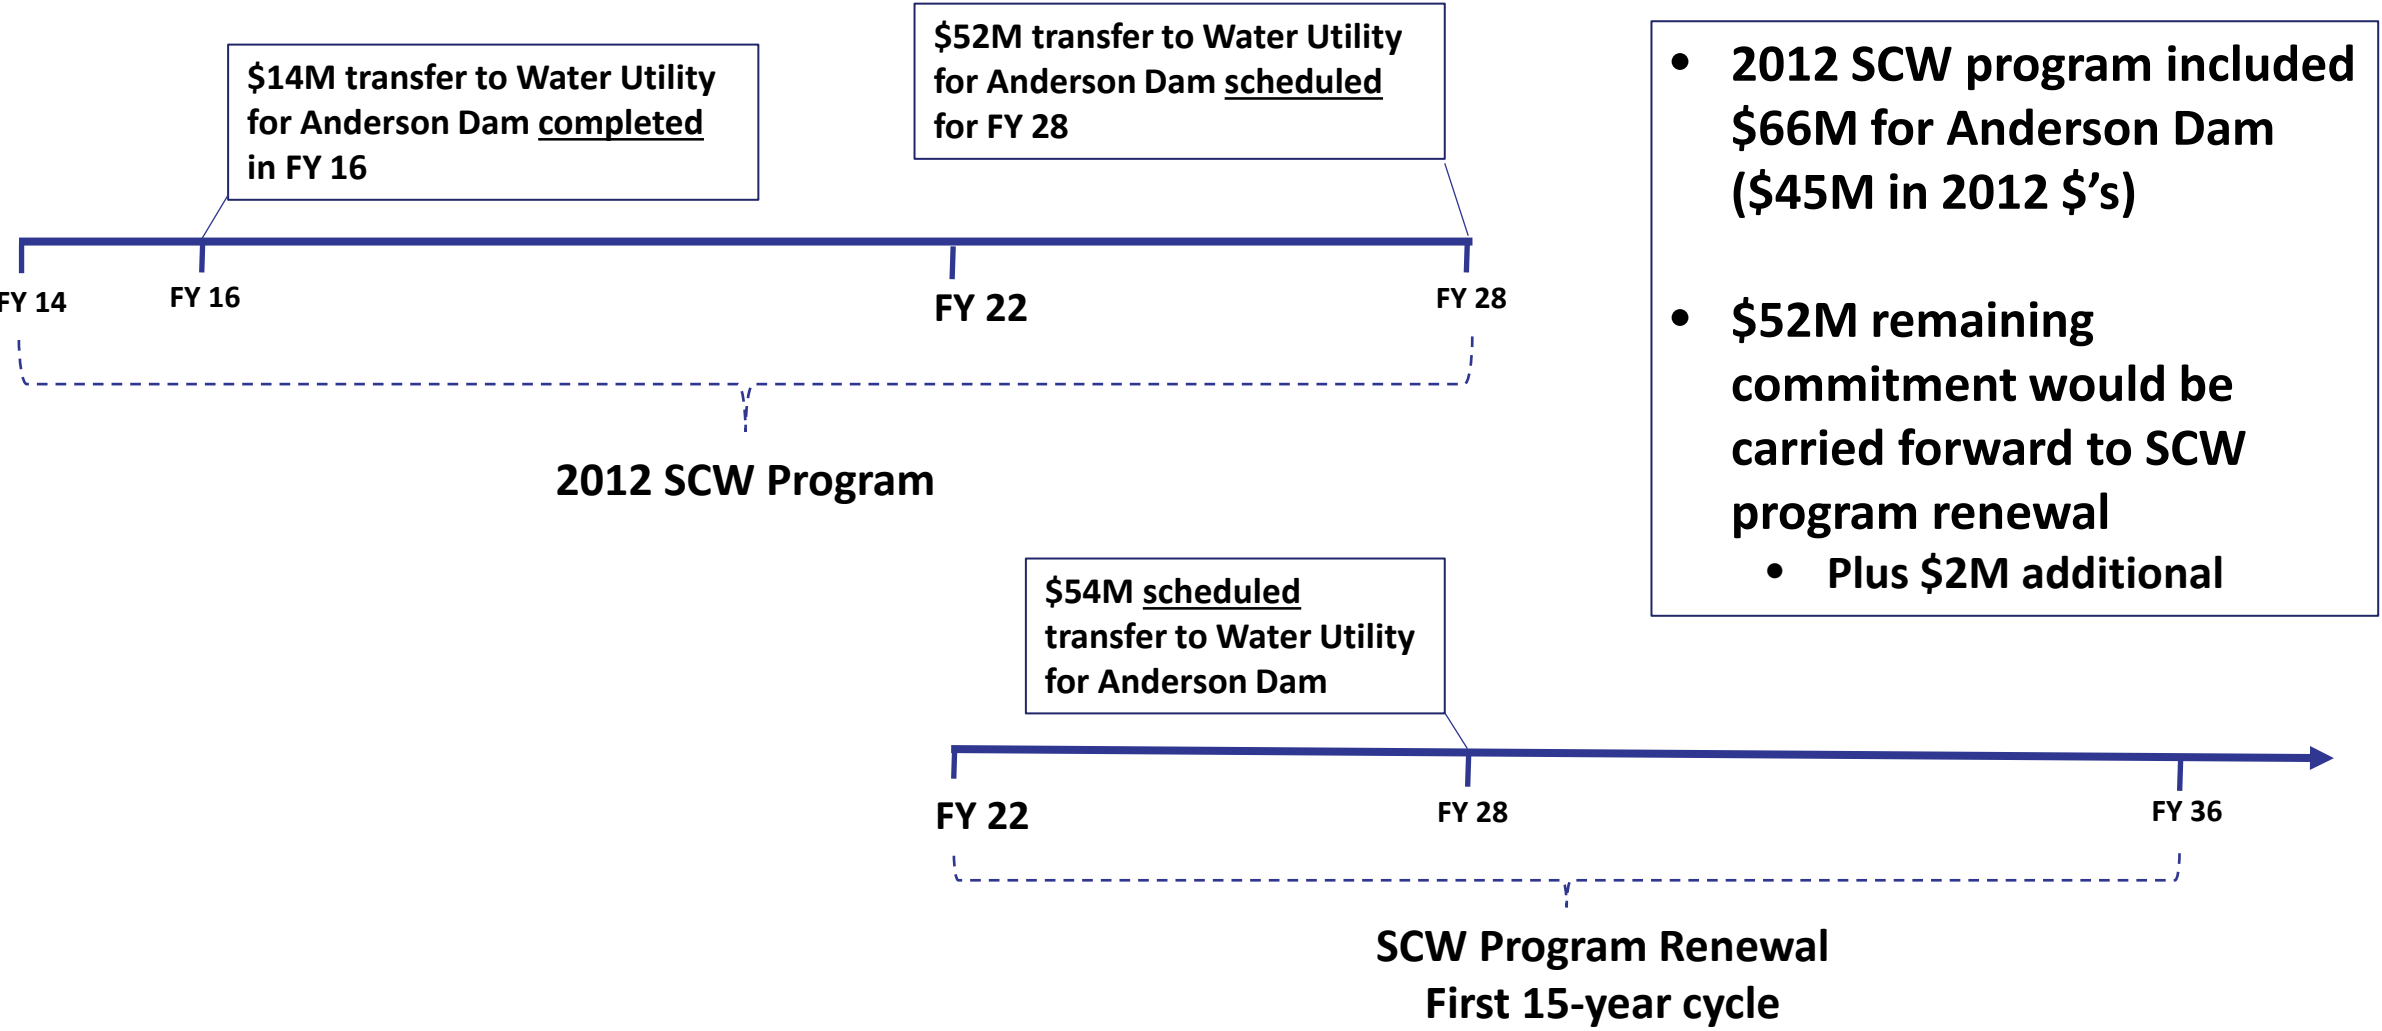 $14M transfer to Water Utility
for Anderson Dam completed
in FY 16
$52M transfer to Water Utility
for Anderson Dam scheduled
for FY 28
FY 14
FY 16
FY 22
FY 28
2012 SCW Program
• 2012 SCW program included
$66M for Anderson Dam
($45M in 2012 $’s)
• $52M remaining
commitment would be
carried forward to SCW
program renewal
• Plus $2M additional
$54M scheduled
transfer to Water Utility
for Anderson Dam
FY 22
FY 28
FY 36
SCW Program Renewal
First 15-year cycle